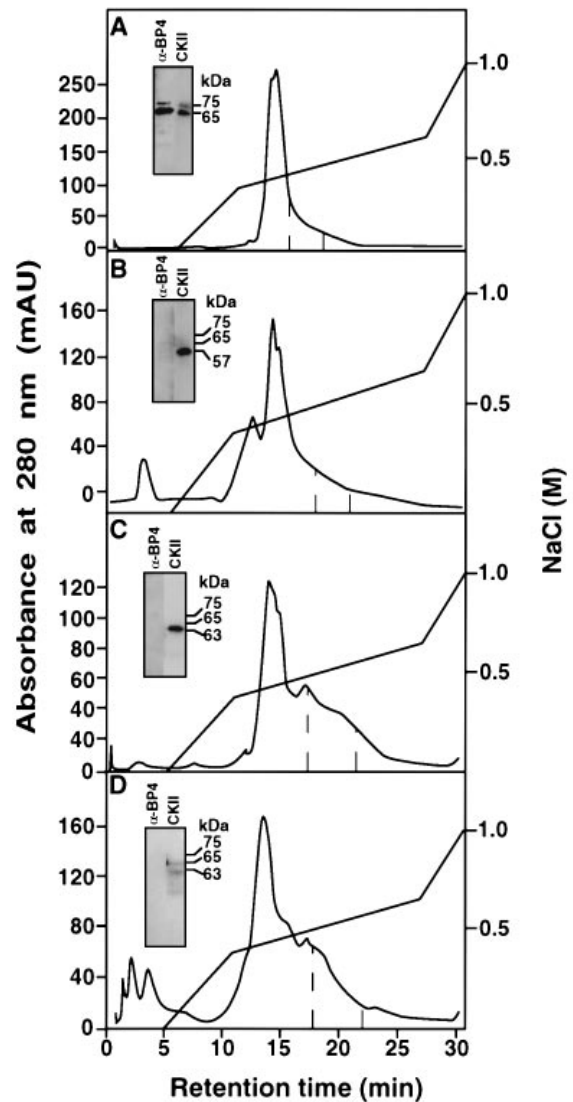 A
α-BP4
CKII
kDa
75
65
250
200
150
100
50
0
1.0
0.5
B
α-BP4
CKII
kDa
75
65
57
160
120
80
40
0
1.0
0.5
C
α-BP4
CKII
kDa
75
65
63
120
100
80
60
40
40
0
1.0
0.5
D
α-BP4
CKII
kDa
75
65
63
160
120
80
40
0
1.0
0.5
0 5 10 15 20 25 30
Retention time (min)
Absorbance at 280 nm (mAU)
NaCl (M)